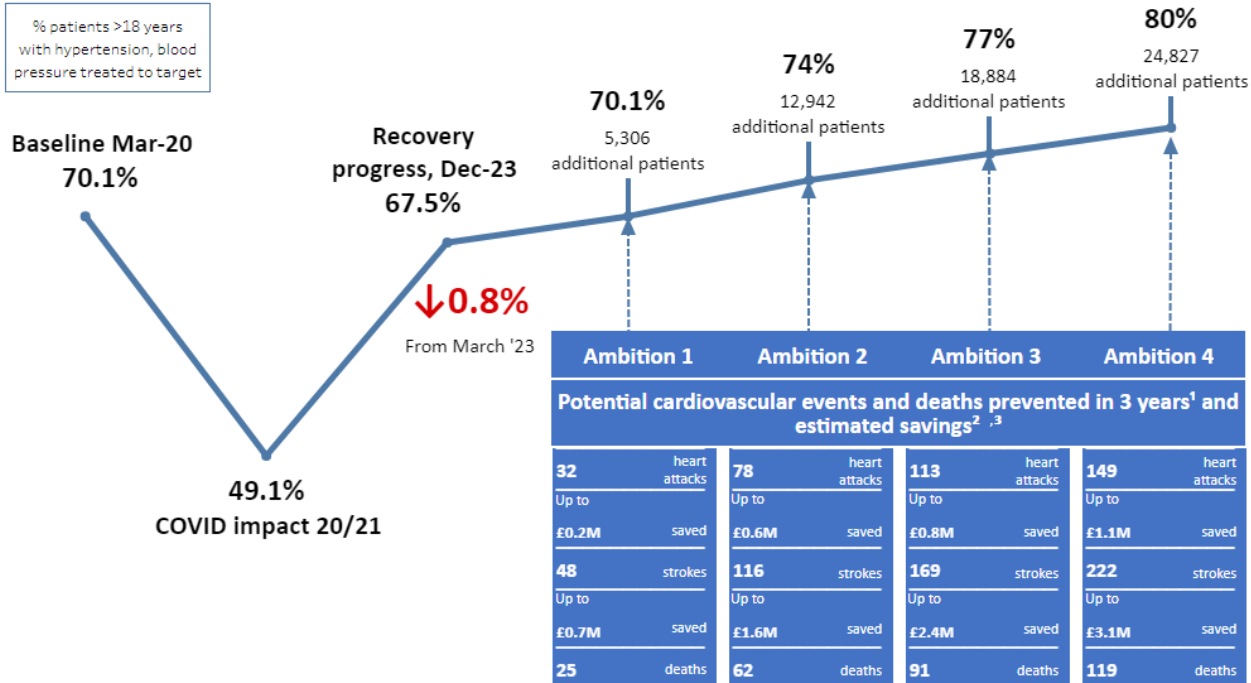 % patients >18 years
with hypertension, blood
pressure treated to target
Baseline Mar-20
70.1%
49.1%
COVID impact 20/21
Recovery
progress, Dec-23
67.5%
↓0.8%
From March '23
70.1%
5,306
additional patients
74%
12,942
additional patients
77%
18,884
additional patients
80%
24,827
additional patients
Ambition 1 Ambition 2 Ambition 3 Ambition 4
Potential cardiovascular events and deaths prevented in 3 years¹ and
estimated savings² ,³
32 heart attacks 78 heart attacks 113 heart attacks 149 heart attacks
Up to Up to Up to Up to
£0.2M saved £0.6M saved £0.8M saved £1.1M saved
48 strokes 116 strokes 169 strokes 222 strokes
Up to Up to Up to Up to
£0.7M saved £1.6M saved £2.4M saved £3.1M saved
25 deaths 62 deaths 91 deaths 119 deaths